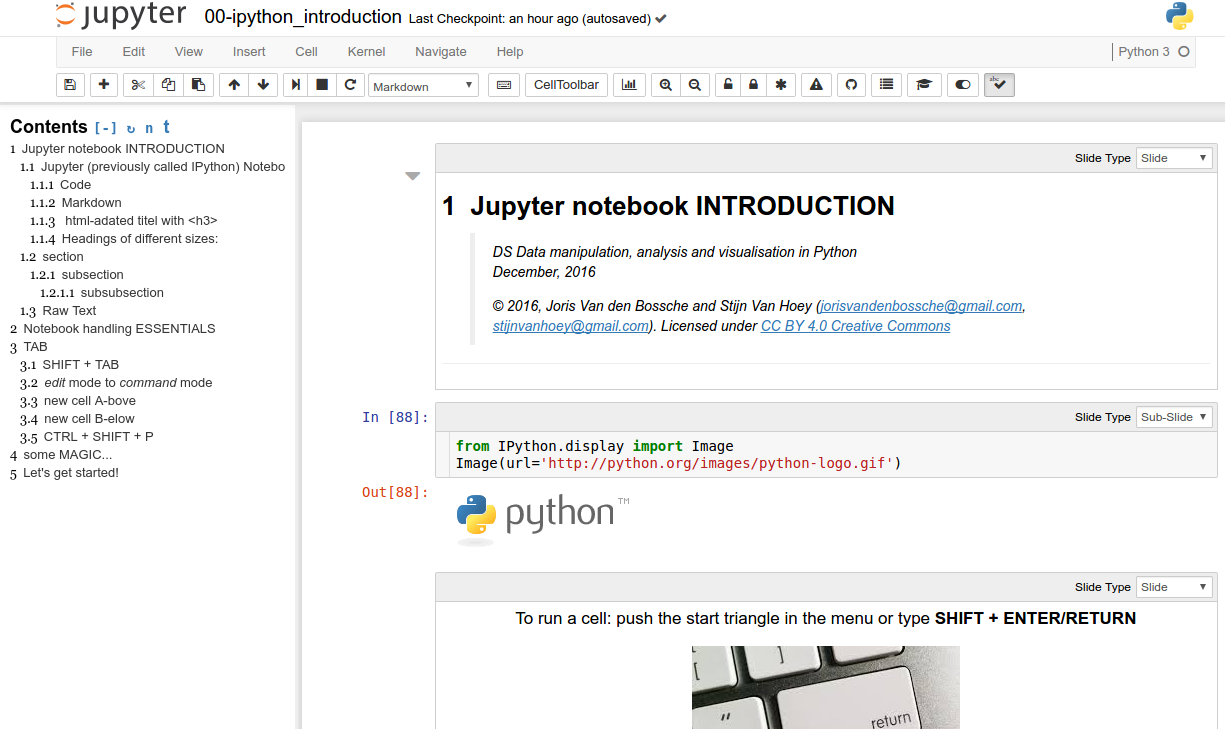 jupyter 00-ipython_introduction Last Checkpoint: an hour ago (autosaved)
File Edit View Insert Cell Kernel Navigate Help Python 3
Markdown CellToolbar abc
Contents [-] ↻ n t
1 Jupyter notebook INTRODUCTION
1.1 Jupyter (previously called IPython) Notebo
1.1.1 Code
1.1.2 Markdown
1.1.3 html-adated titel with <h3>
1.1.4 Headings of different sizes:
1.2 section
1.2.1 subsection
1.2.1.1 subsubsection
1.3 Raw Text
2 Notebook handling ESSENTIALS
3 TAB
3.1 SHIFT + TAB
3.2 edit mode to command mode
3.3 new cell A-bove
3.4 new cell B-elow
3.5 CTRL + SHIFT + P
4 some MAGIC...
5 Let's get started!
Slide Type Slide
1 Jupyter notebook INTRODUCTION
DS Data manipulation, analysis and visualisation in Python
December, 2016
© 2016, Joris Van den Bossche and Stijn Van Hoey (jorisvandenbossche@gmail.com,
stijnvanhoey@gmail.com). Licensed under CC BY 4.0 Creative Commons
In [88]:
Slide Type Sub-Slide
from IPython.display import Image
Image(url='http://python.org/images/python-logo.gif')
Out[88]:
python™
Slide Type Slide
To run a cell: push the start triangle in the menu or type SHIFT + ENTER/RETURN
[ ]
" return